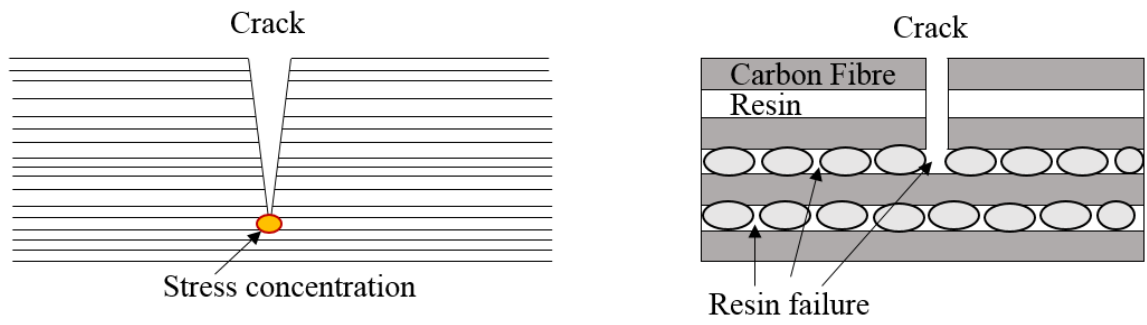 Crack
Stress concentration
Crack
Carbon Fibre
Resin
Resin failure